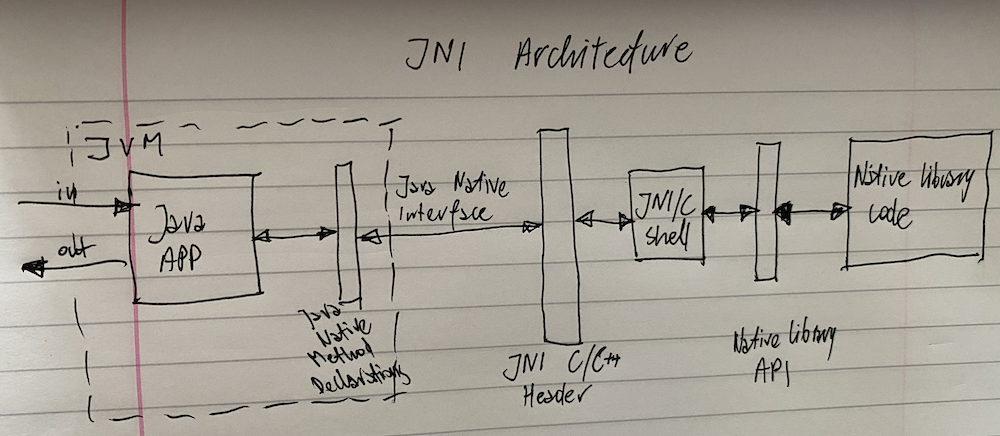 JNI Architecture
JVM
in
out
Java
APP
Java
Native
Method
Declarations
Java Native
Interface
JNI C/C++
Header
JNI/C
shell
Native library
API
Native library
code